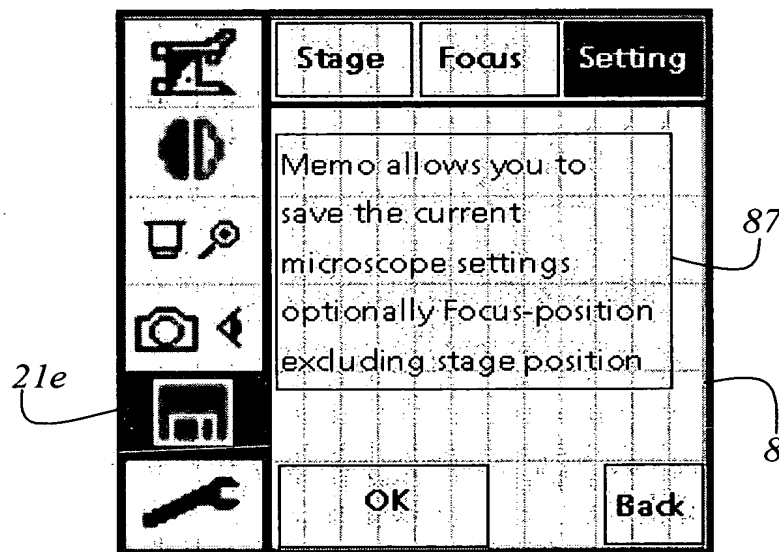 Stage Focus Setting
Memo allows you to
save the current
microscope settings
optionally Focus-position
excluding stage position
87
21e
8
OK Back